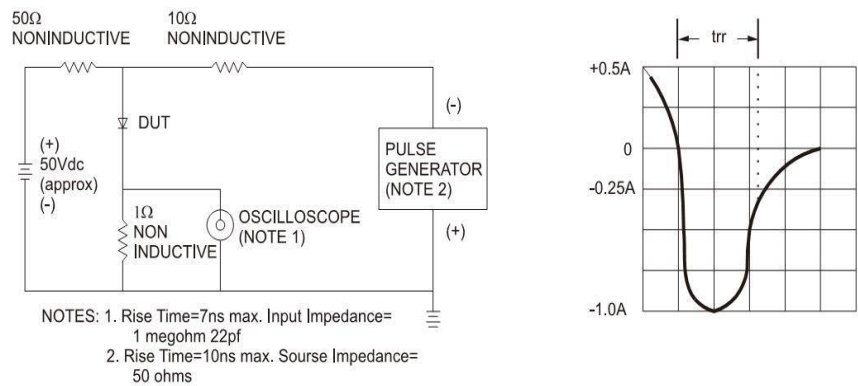 50Ω
NONINDUCTIVE
10Ω
NONINDUCTIVE
DUT
(+)
50Vdc
(approx)
(-)
1Ω
NON
INDUCTIVE
OSCILLOSCOPE
(NOTE 1)
(-)
PULSE
GENERATOR
(NOTE 2)
(+)
trr
+0.5A
0
-0.25A
-1.0A
NOTES: 1. Rise Time=7ns max. Input Impedance=
1 megohm 22pf
2. Rise Time=10ns max. Sourse Impedance=
50 ohms